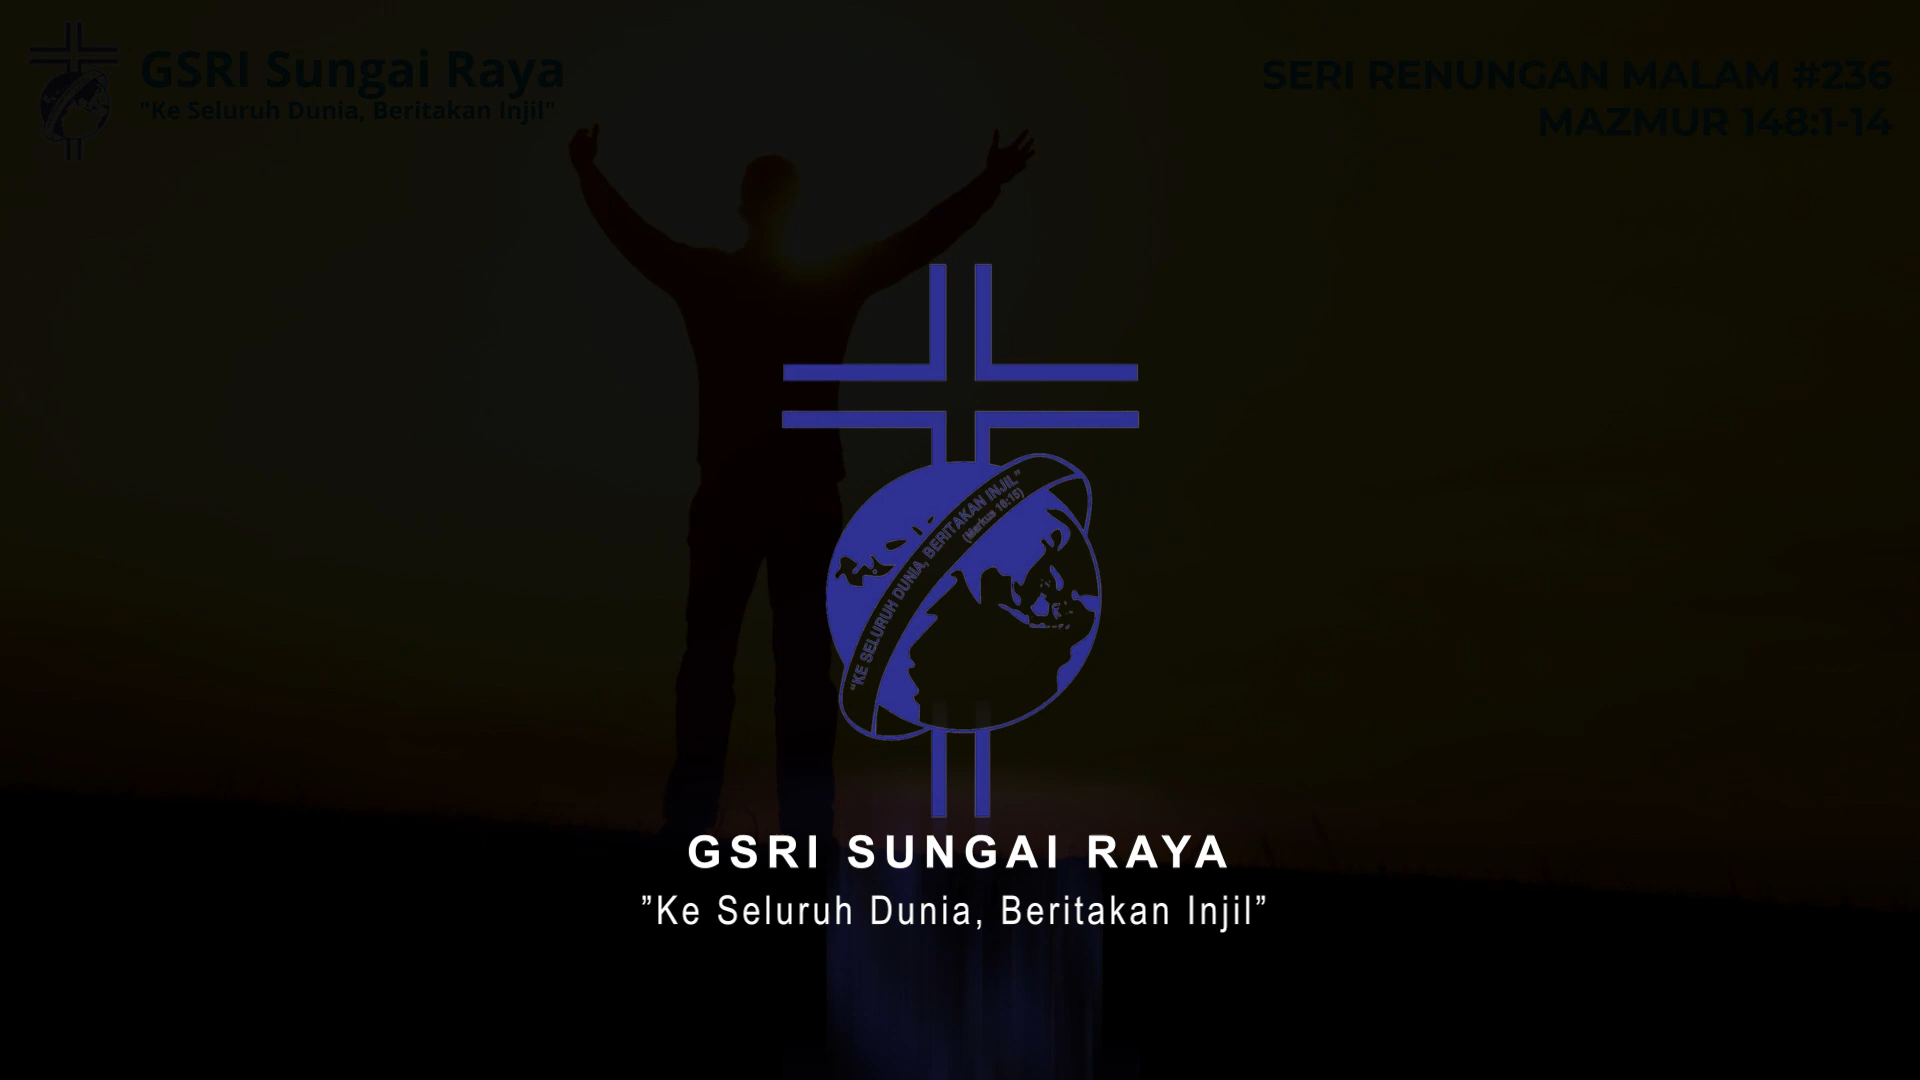 GSRI Sungai Raya
"Ke Seluruh Dunia, Beritakan Injil"
SERI RENUNGAN MALAM #236
MAZMUR 148:1-14
"KE SELURUH DUNIA, BERITAKAN INJIL"
(Markus 16:15)
GSRI SUNGAI RAYA
”Ke Seluruh Dunia, Beritakan Injil”